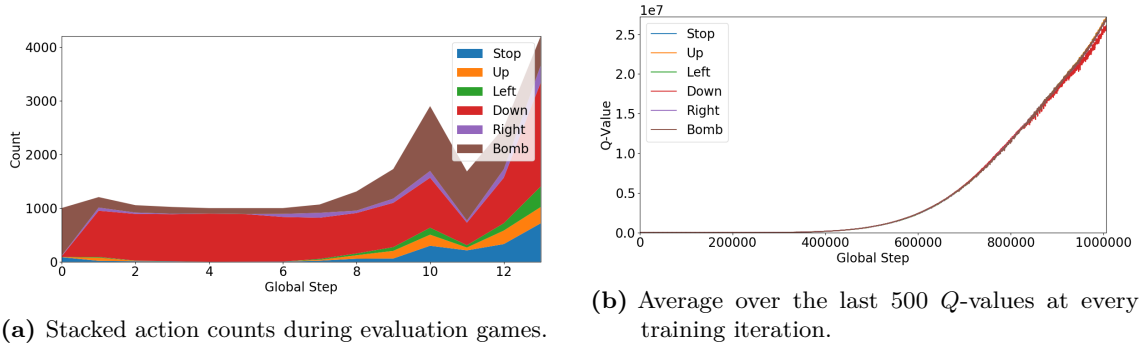 4000
3000
2000
1000
0
Count
0 2 4 6 8 10 12
Global Step
Stop
Up
Left
Down
Right
Bomb
(a) Stacked action counts during evaluation games.
1e7
2.5
2.0
1.5
1.0
0.5
0.0
Q-Value
0 200000 400000 600000 800000 1000000
Global Step
Stop
Up
Left
Down
Right
Bomb
(b) Average over the last 500 Q-values at every
training iteration.